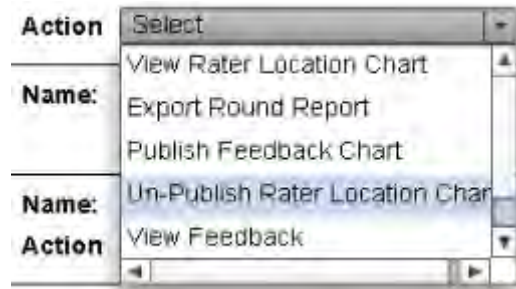 Action Select
View Rater Location Chart
Name:
Export Round Report
Publish Feedback Chart
Name: Un-Publish Rater Location Char
Action View Feedback